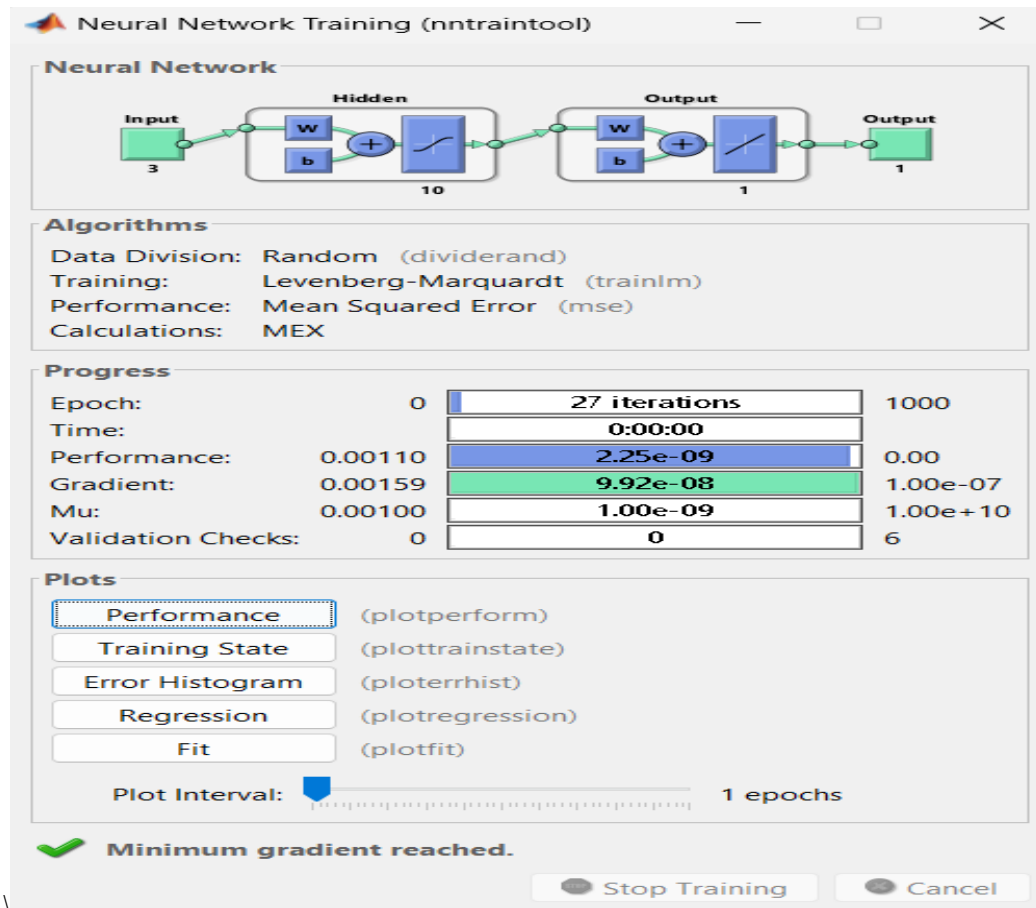 Neural Network Training (nntraintool)
Neural Network
Hidden Output
Input Output
W W
b b
3 10 1 1
Algorithms
Data Division: Random (dividerand)
Training: Levenberg-Marquardt (trainlm)
Performance: Mean Squared Error (mse)
Calculations: MEX
Progress
Epoch: 0 27 iterations 1000
Time: 0:00:00
Performance: 0.00110 2.25e-09 0.00
Gradient: 0.00159 9.92e-08 1.00e-07
Mu: 0.00100 1.00e-09 1.00e+10
Validation Checks: 0 0 6
Plots
Performance (plotperform)
Training State (plottrainstate)
Error Histogram (ploterrhist)
Regression (plotregression)
Fit (plotfit)
Plot Interval: 1 epochs
Minimum gradient reached.
Stop Training Cancel
\